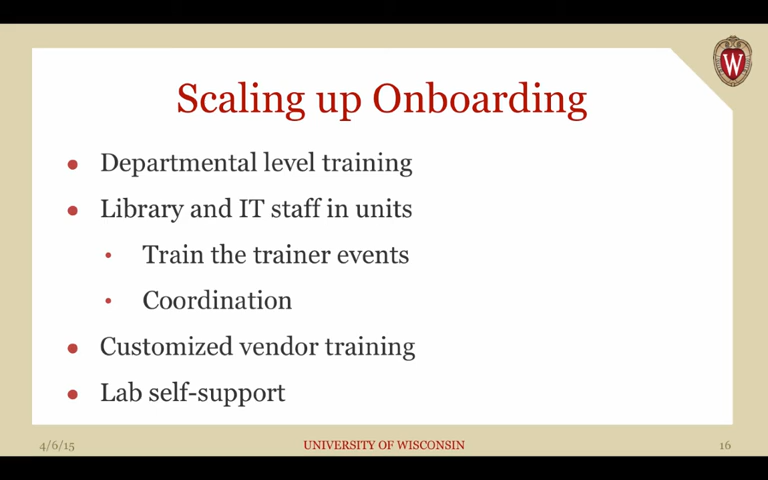 W
Scaling up Onboarding
• Departmental level training
• Library and IT staff in units
• Train the trainer events
• Coordination
• Customized vendor training
• Lab self-support
4/6/15
UNIVERSITY OF WISCONSIN
16